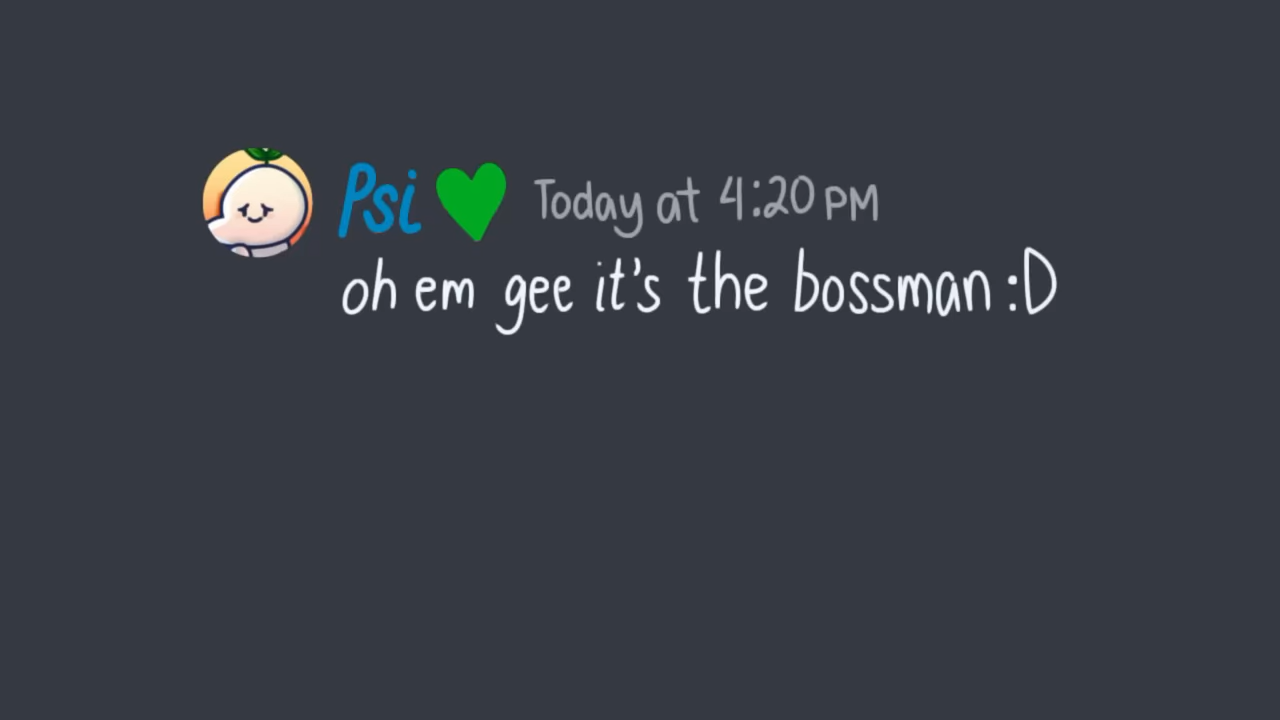 Psi 💚 Today at 4:20 PM
oh em gee it's the bossman :D